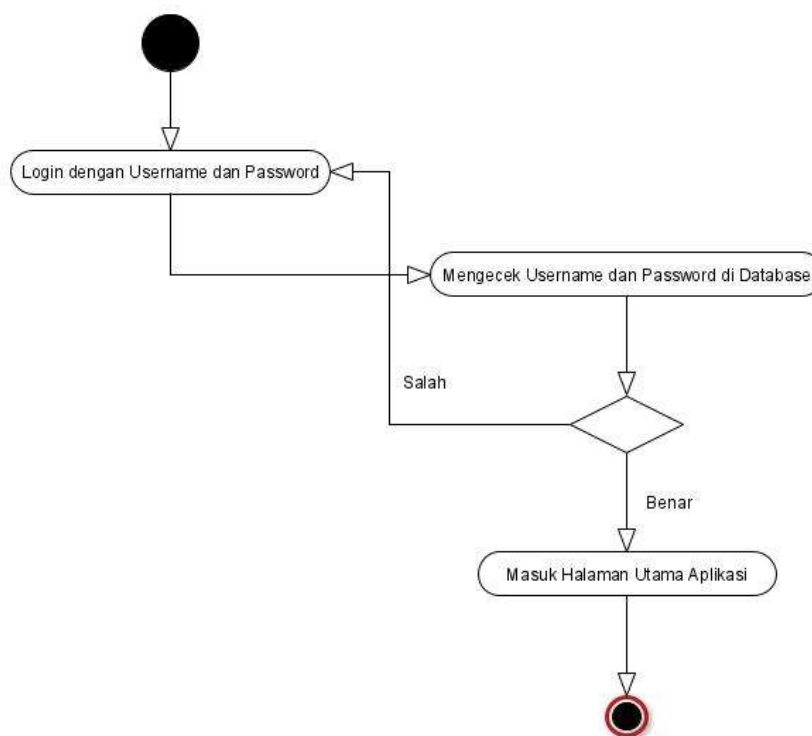 Login dengan Username dan Password
Mengecek Username dan Password di Database
Salah
Benar
Masuk Halaman Utama Aplikasi